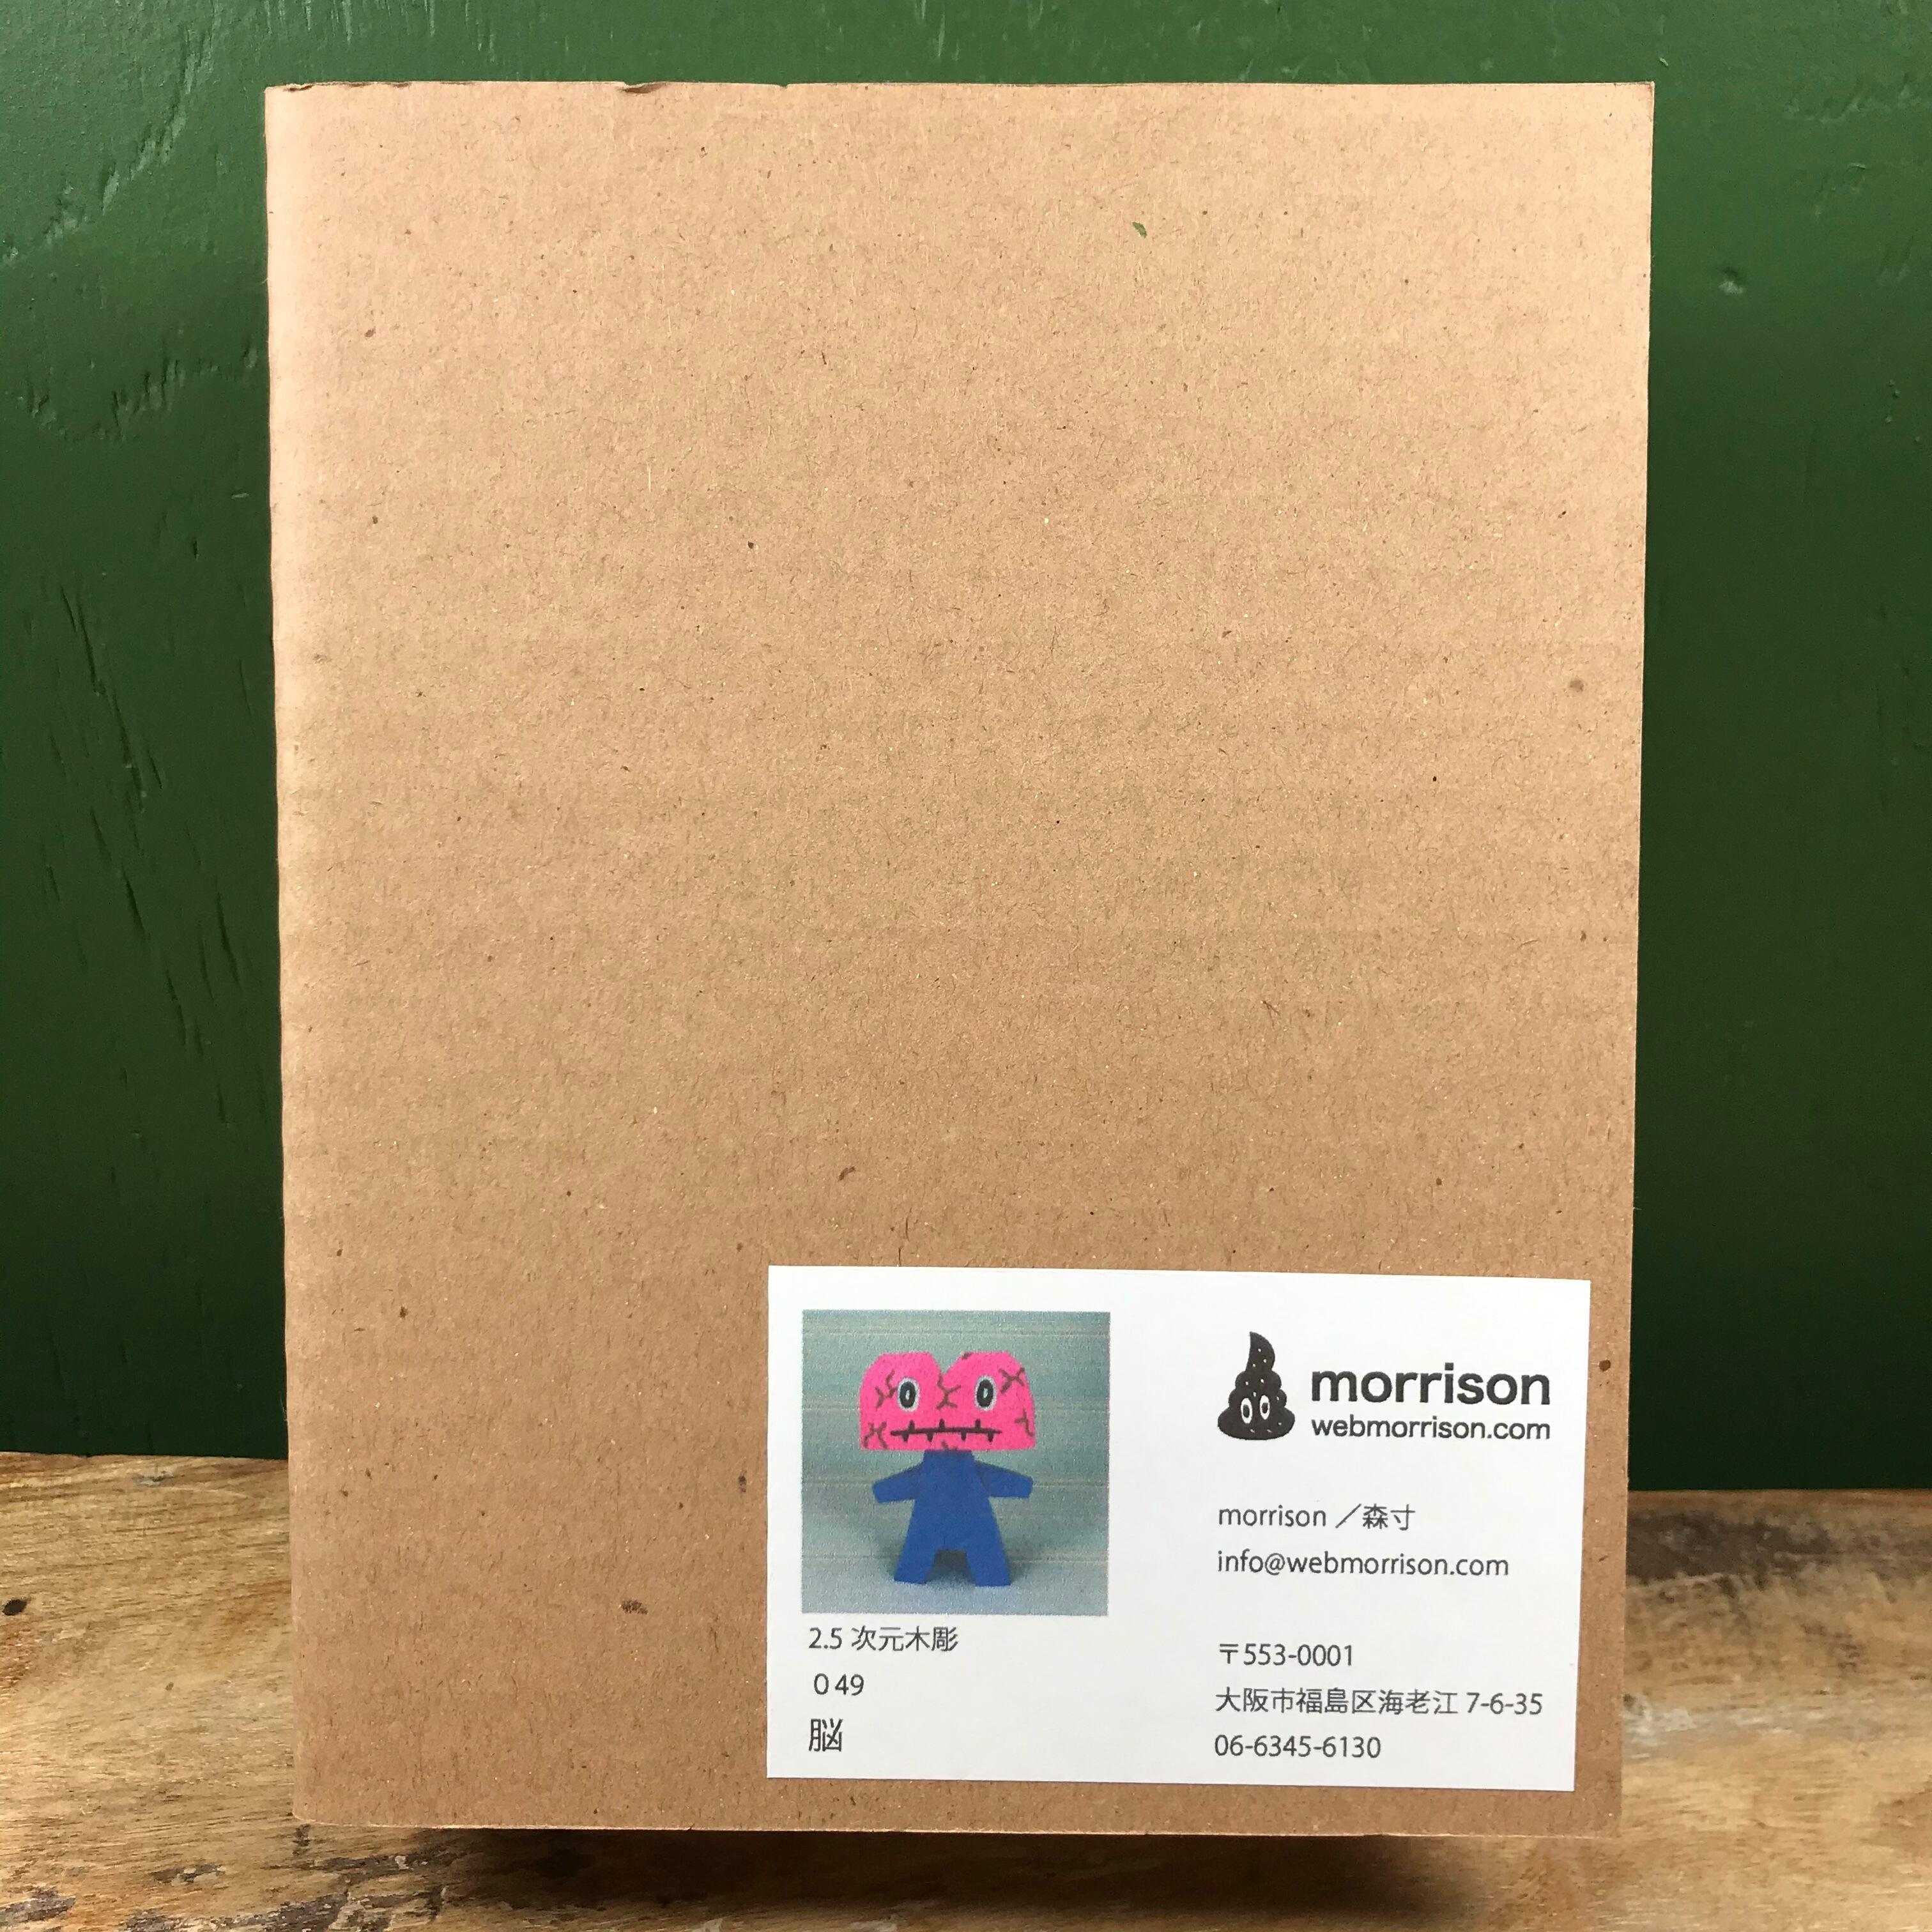 2.5 次元木彫
０49
脳
morrison
webmorrison.com
morrison ／森寸
info@webmorrison.com
〒553-0001
大阪市福島区海老江 7-6-35
06-6345-6130